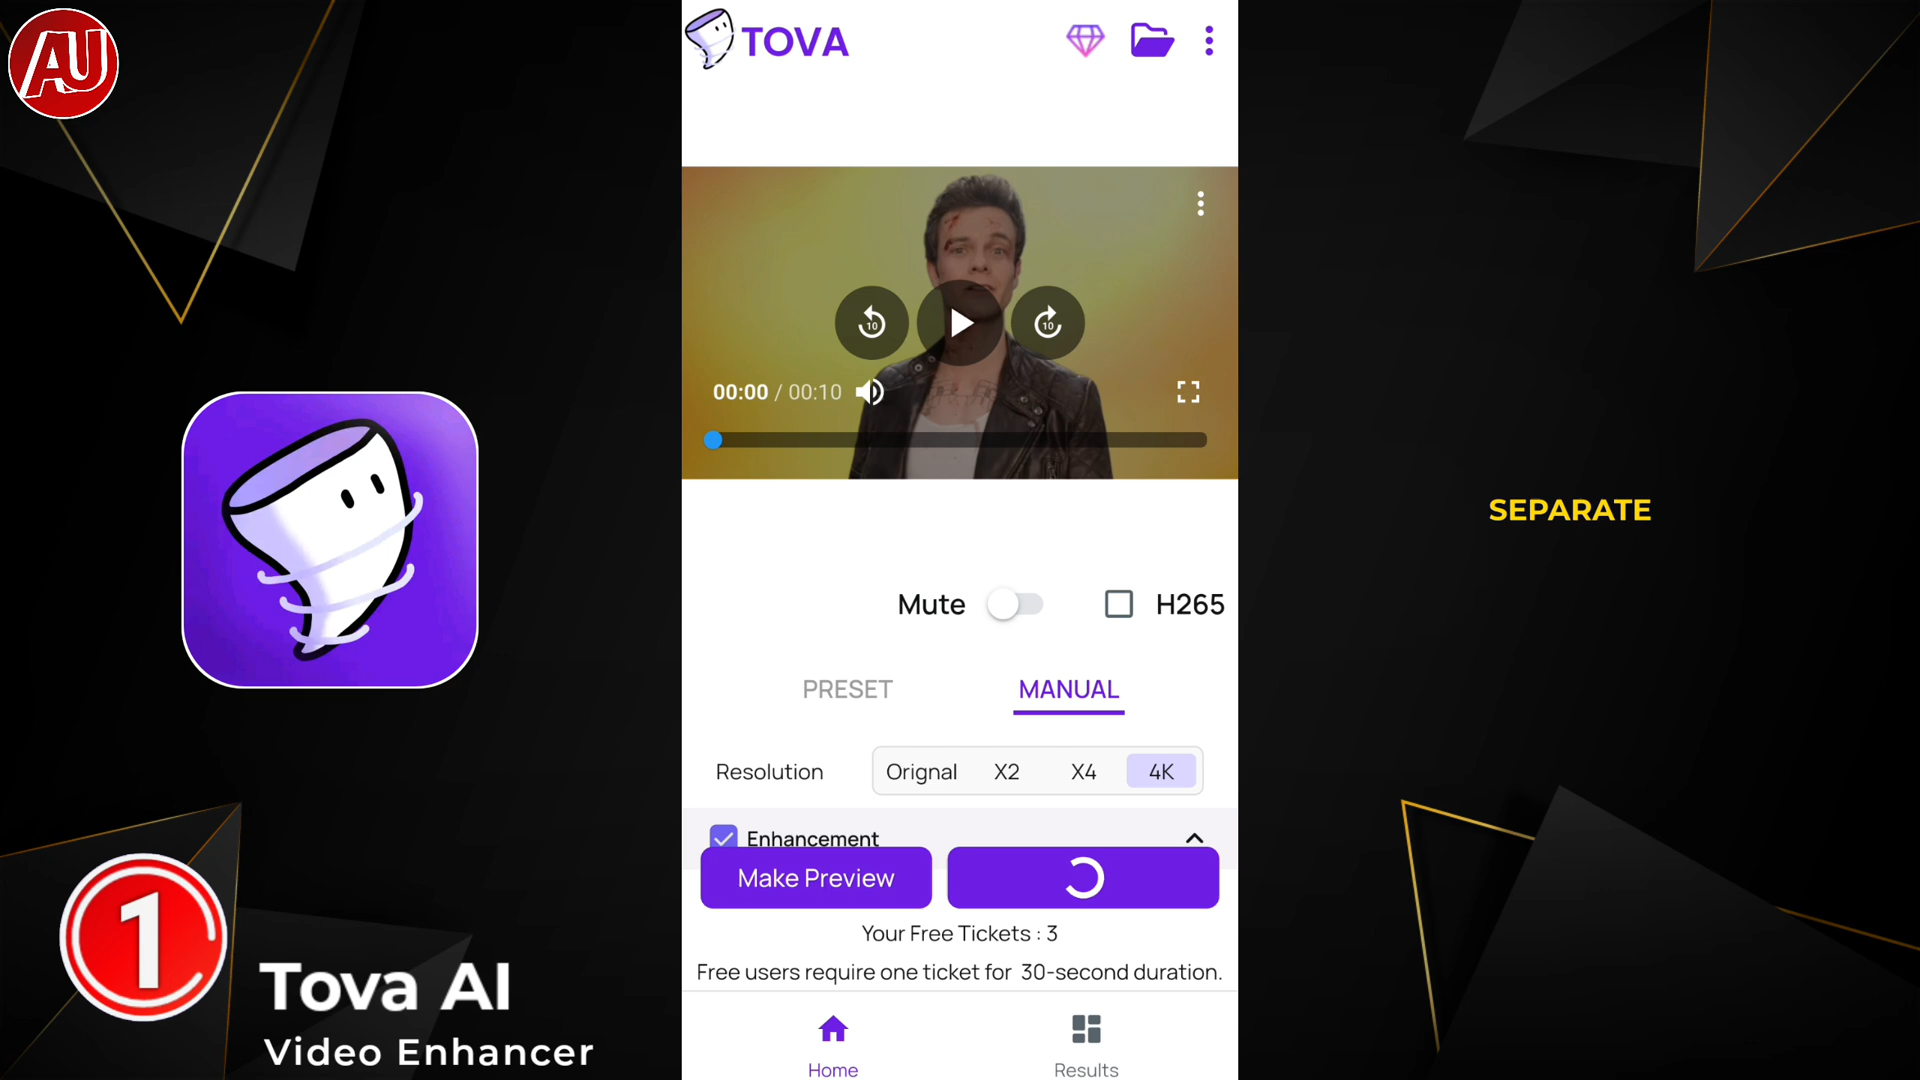 AU
TOVA
10
10
00:00 / 00:10
SEPARATE
Mute
H265
PRESET
MANUAL
Resolution
Orignal
X2
X4
4K
Enhancement
Make Preview
Your Free Tickets : 3
Free users require one ticket for 30-second duration.
Home
Results
1
Tova AI
Video Enhancer